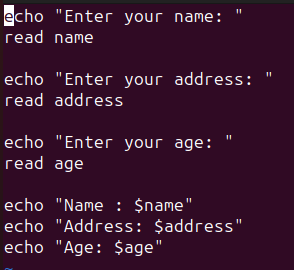 echo "Enter your name: "
read name

echo "Enter your address: "
read address

echo "Enter your age: "
read age

echo "Name : $name"
echo "Address: $address"
echo "Age: $age"
~